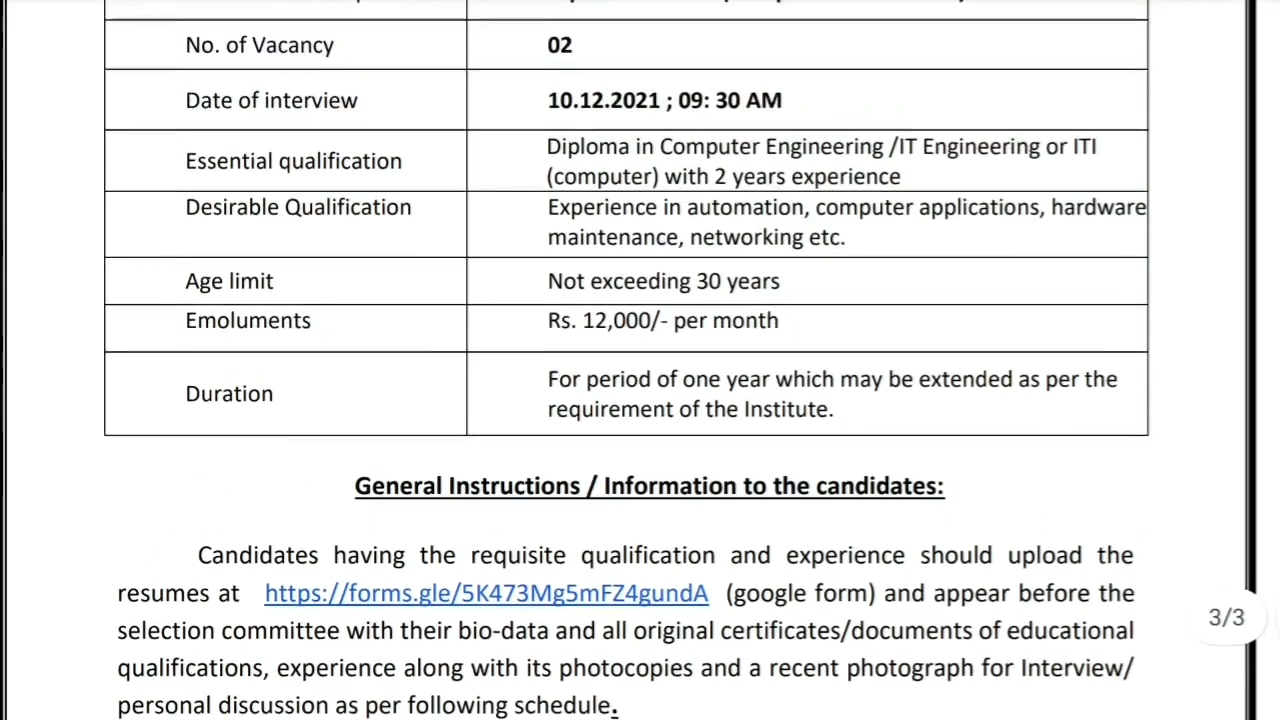 No. of Vacancy
02
Date of interview
10.12.2021 ; 09: 30 AM
Essential qualification
Diploma in Computer Engineering /IT Engineering or ITI
(computer) with 2 years experience
Desirable Qualification
Experience in automation, computer applications, hardware
maintenance, networking etc.
Age limit
Not exceeding 30 years
Emoluments
Rs. 12,000/- per month
Duration
For period of one year which may be extended as per the
requirement of the Institute.
General Instructions / Information to the candidates:
Candidates having the requisite qualification and experience should upload the
resumes at https://forms.gle/5K473Mg5mFZ4gundA (google form) and appear before the
selection committee with their bio-data and all original certificates/documents of educational
qualifications, experience along with its photocopies and a recent photograph for Interview/
personal discussion as per following schedule.
3/3